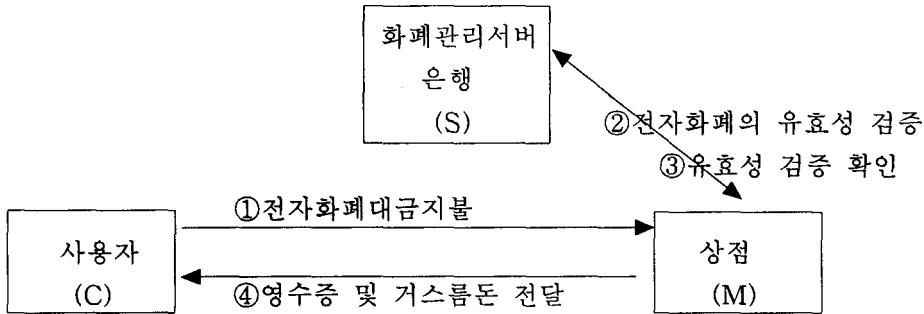 화폐관리서버
은행
(S)
②전자화폐의 유효성 검증
③유효성 검증 확인
①전자화폐대금지불
사용자
(C)
상점
(M)
④영수증 및 거스름돈 전달